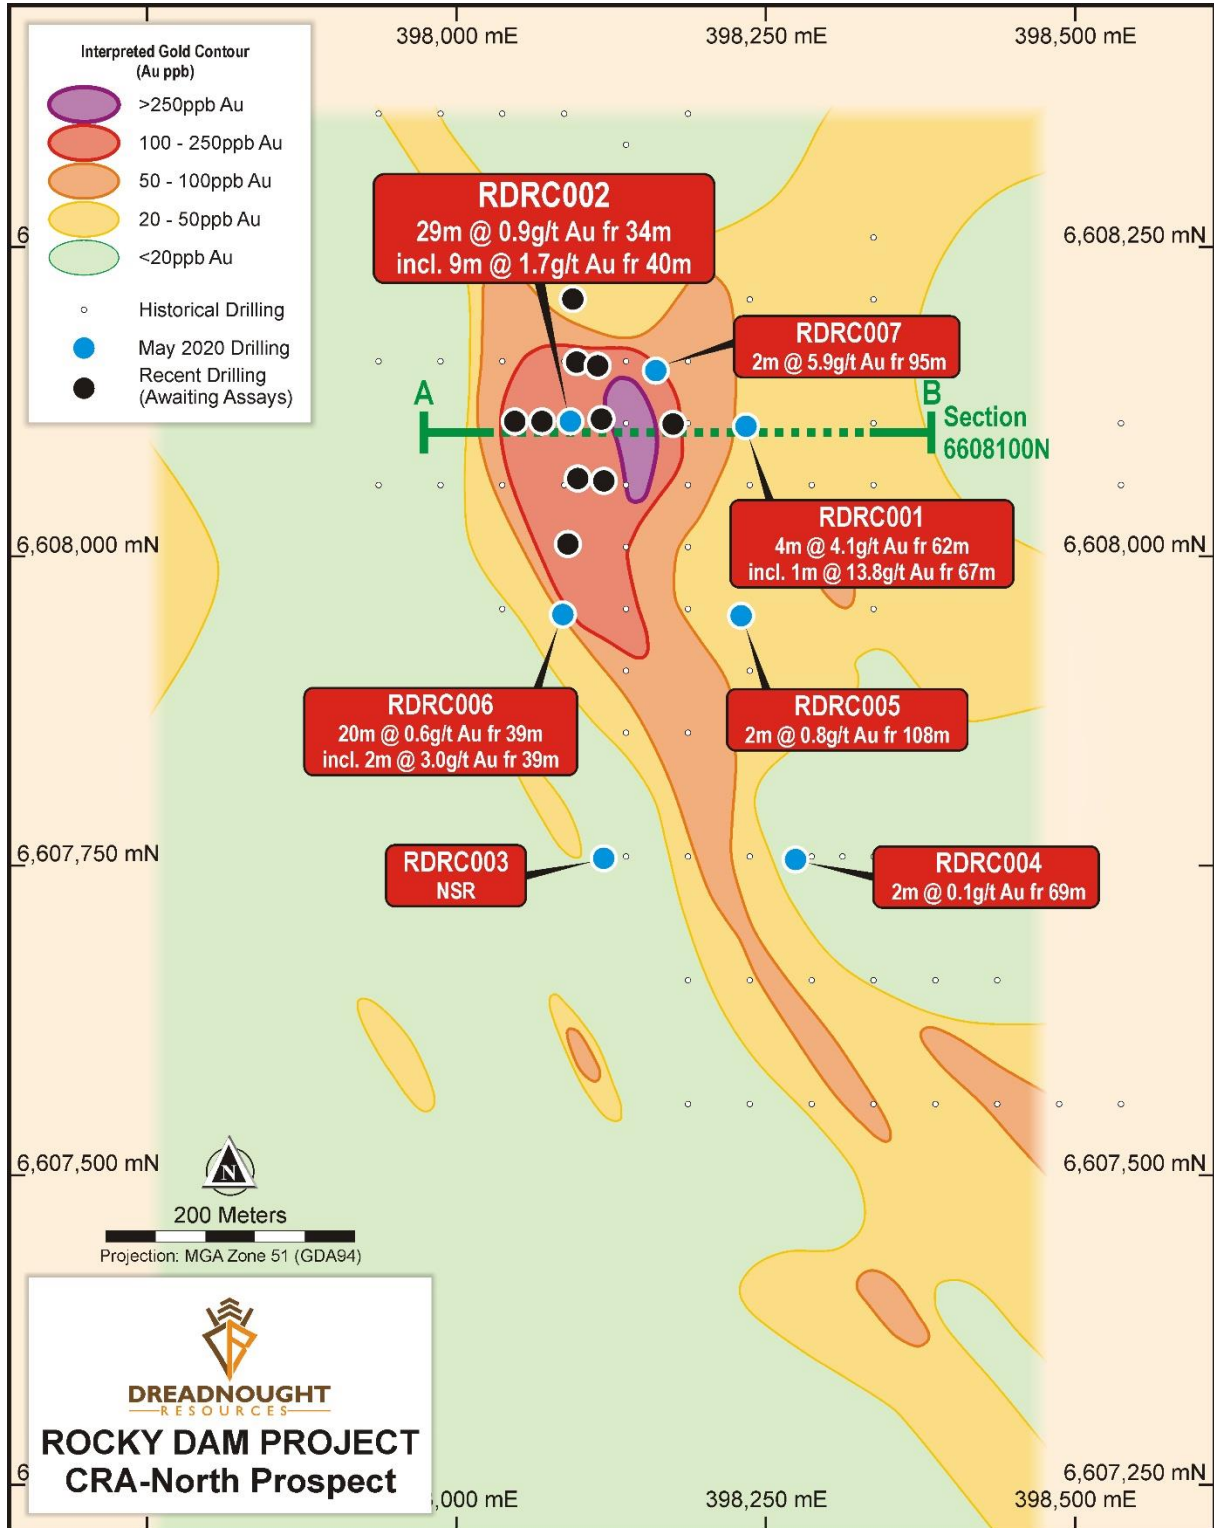 398,000 mE
398,250 mE
398,500 mE
Interpreted Gold Contour
(Au ppb)
>250ppb Au
100 - 250ppb Au
50 - 100ppb Au
20 - 50ppb Au
<20ppb Au
Historical Drilling
May 2020 Drilling
Recent Drilling
(Awaiting Assays)
6,608,250 mN
RDRC002
29m @ 0.9g/t Au fr 34m
incl. 9m @ 1.7g/t Au fr 40m
RDRC007
2m @ 5.9g/t Au fr 95m
A
B
Section
6608100N
RDRC001
4m @ 4.1g/t Au fr 62m
incl. 1m @ 13.8g/t Au fr 67m
6,608,000 mN
6,608,000 mN
RDRC006
20m @ 0.6g/t Au fr 39m
incl. 2m @ 3.0g/t Au fr 39m
RDRC005
2m @ 0.8g/t Au fr 108m
6,607,750 mN
6,607,750 mN
RDRC003
NSR
RDRC004
2m @ 0.1g/t Au fr 69m
6,607,500 mN
6,607,500 mN
N
200 Meters
Projection: MGA Zone 51 (GDA94)
DREADNOUGHT
RESOURCES
ROCKY DAM PROJECT
CRA-North Prospect
6,607,250 mN
,000 mE
398,250 mE
398,500 mE